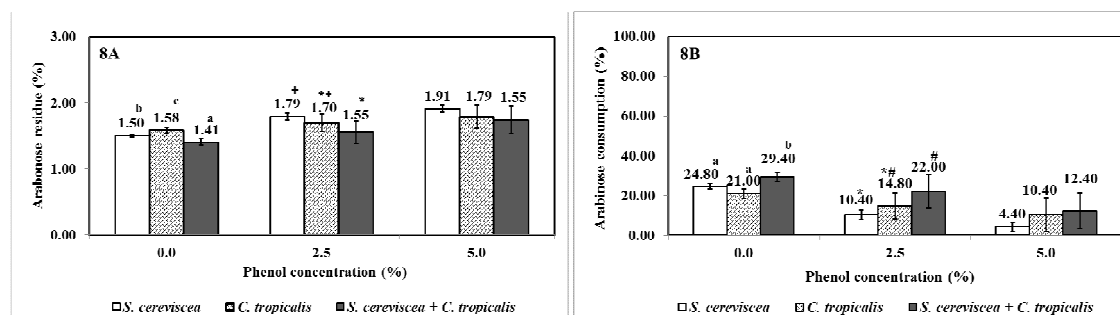 3.00
8A
2.00
1.00
0.00
Arabonose residue (%)
b
1.50
c
1.58
a
1.41
+
1.79
*+
1.70
*
1.55
1.91
1.79
1.55
0.0
2.5
5.0
Phenol concentration (%)
S. cereviscea
C. tropicalis
S. cereviscea + C. tropicalis
100.00
8B
80.00
60.00
40.00
20.00
0.00
Arabinose consumption (%)
24.80
a
a
21.00
b
29.40
*
10.40
*#
14.80
#
22.00
4.40
10.40
12.40
0.0
2.5
5.0
Phenol concentration (%)
S. cereviscea
C. tropicalis
S. cereviscea + C. tropicalis